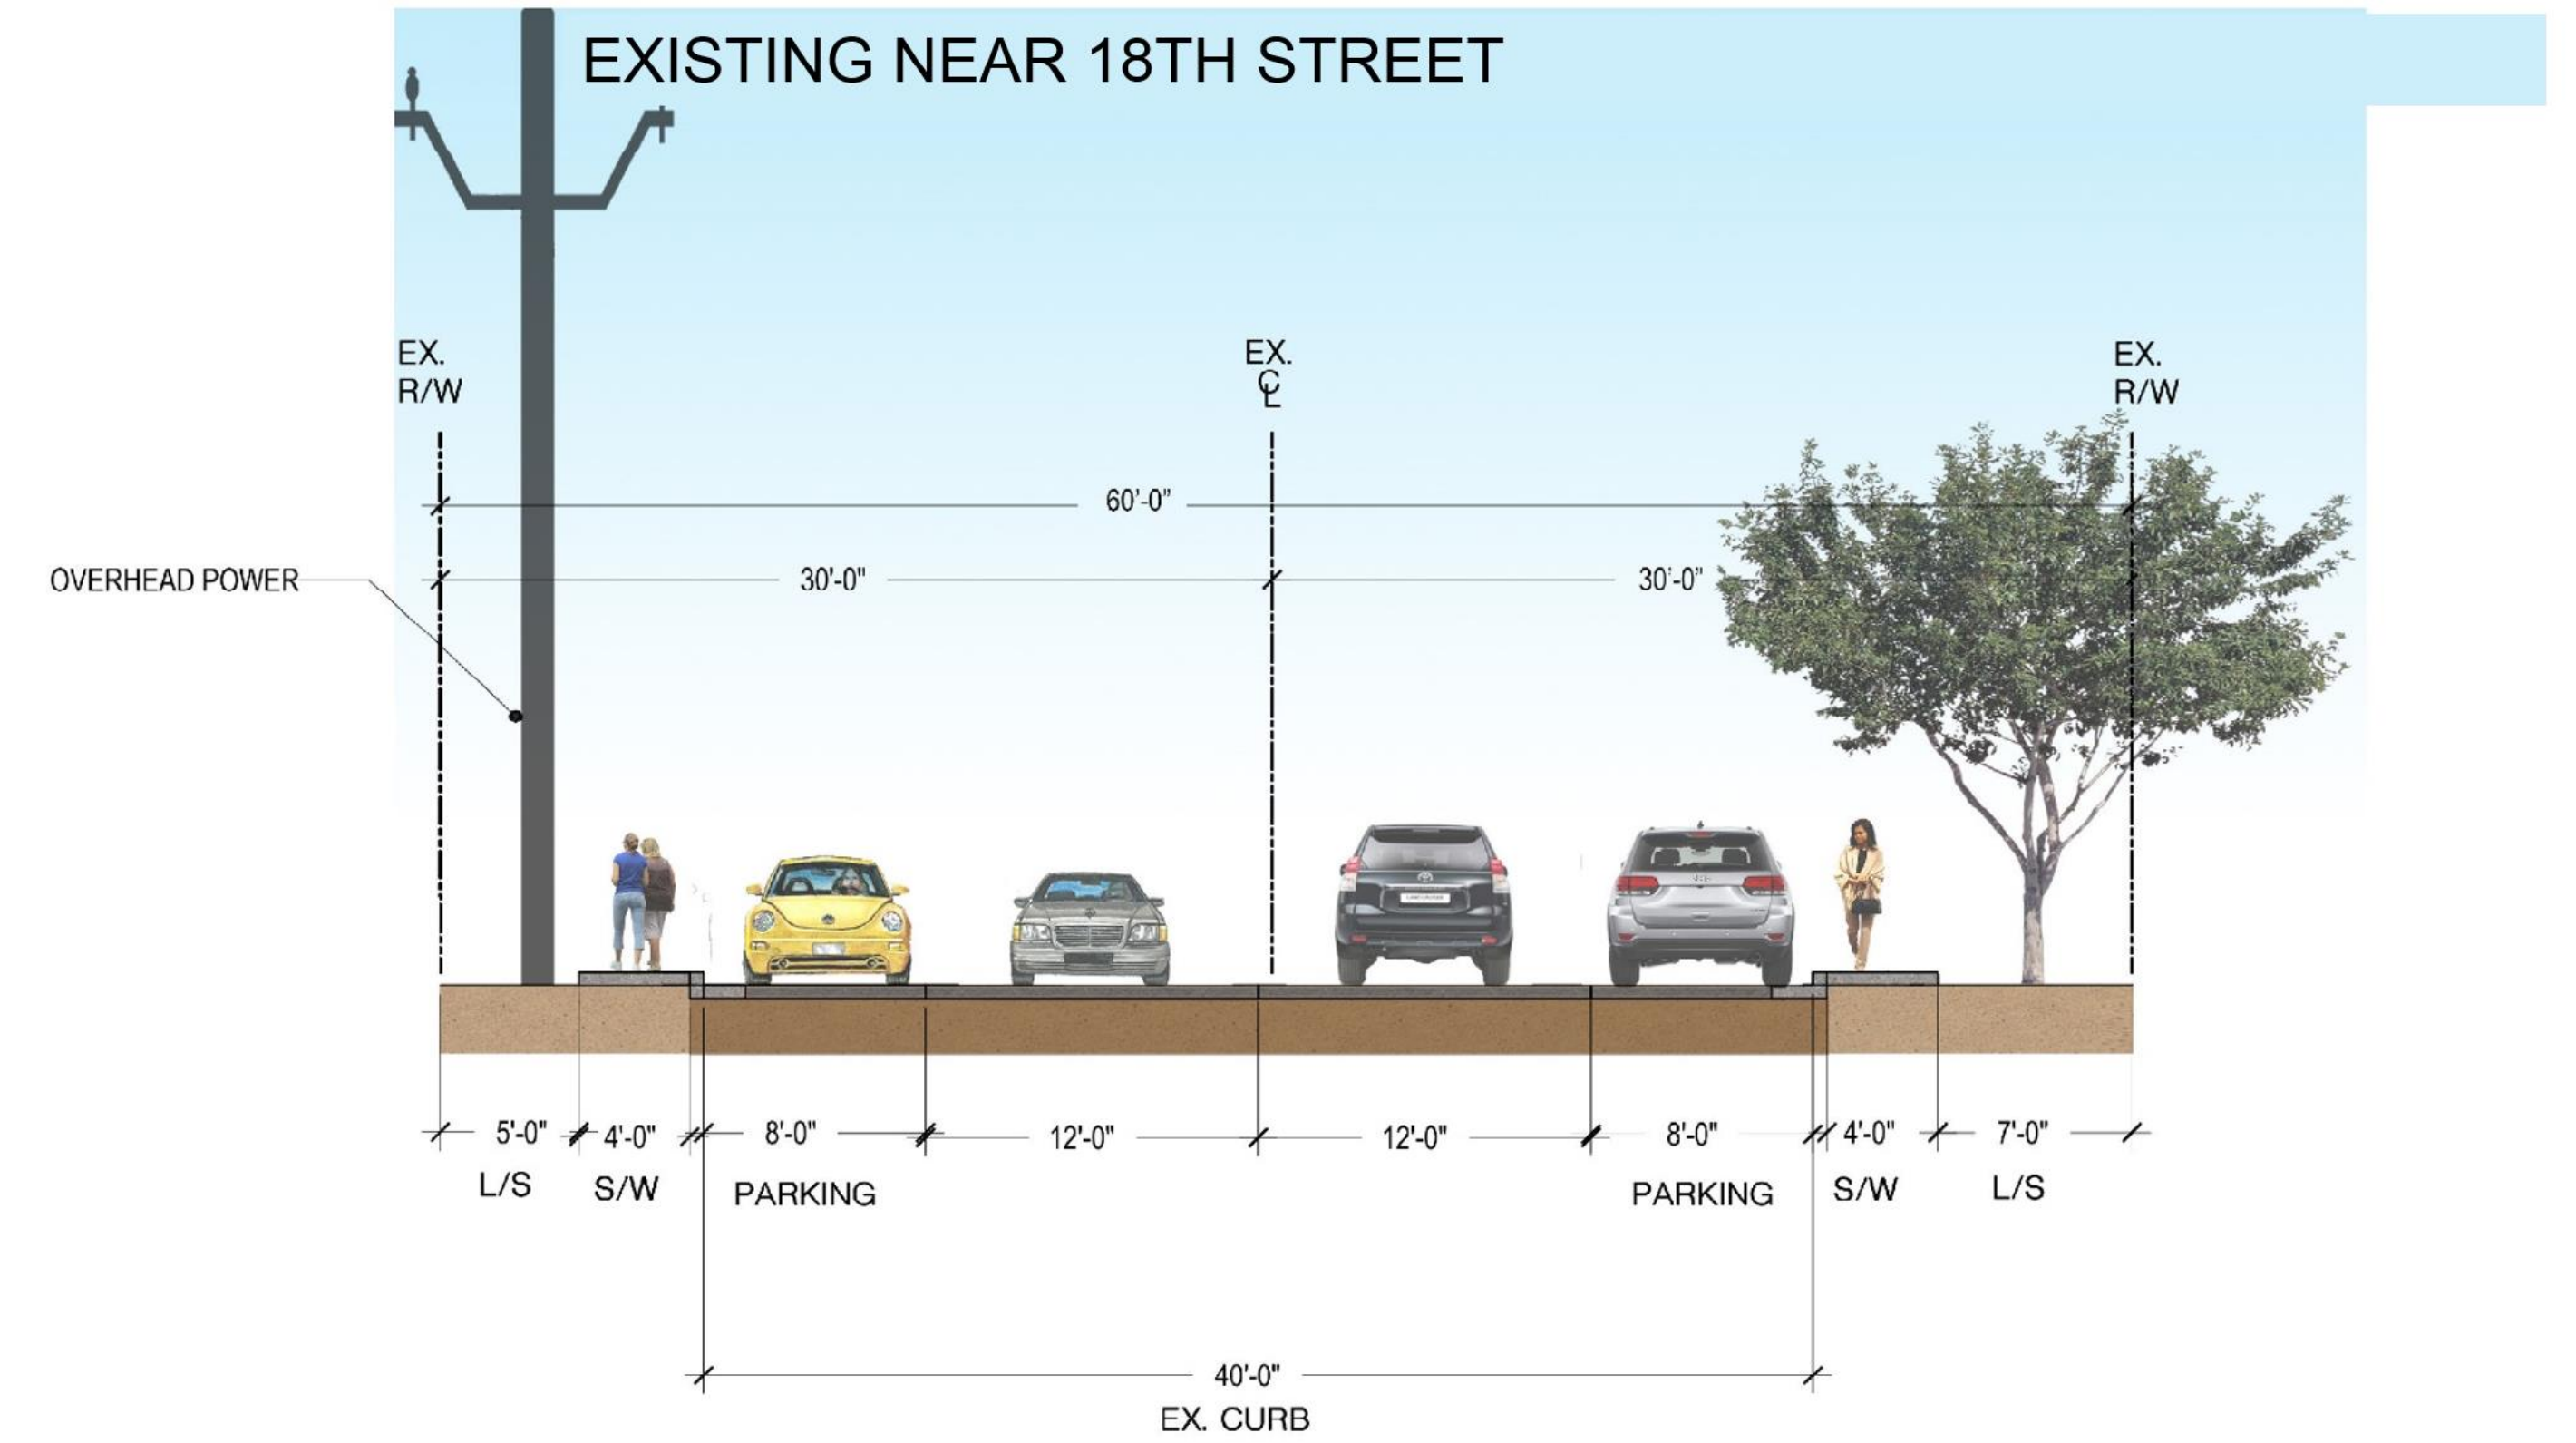 EXISTING NEAR 18TH STREET
EX.
R/W
EX.
℄
EX.
R/W
60'-0"
OVERHEAD POWER
30'-0"
30'-0"
5'-0"
4'-0"
8'-0"
12'-0"
12'-0"
8'-0"
4'-0"
7'-0"
L/S
S/W
PARKING
PARKING
S/W
L/S
40'-0"
EX. CURB